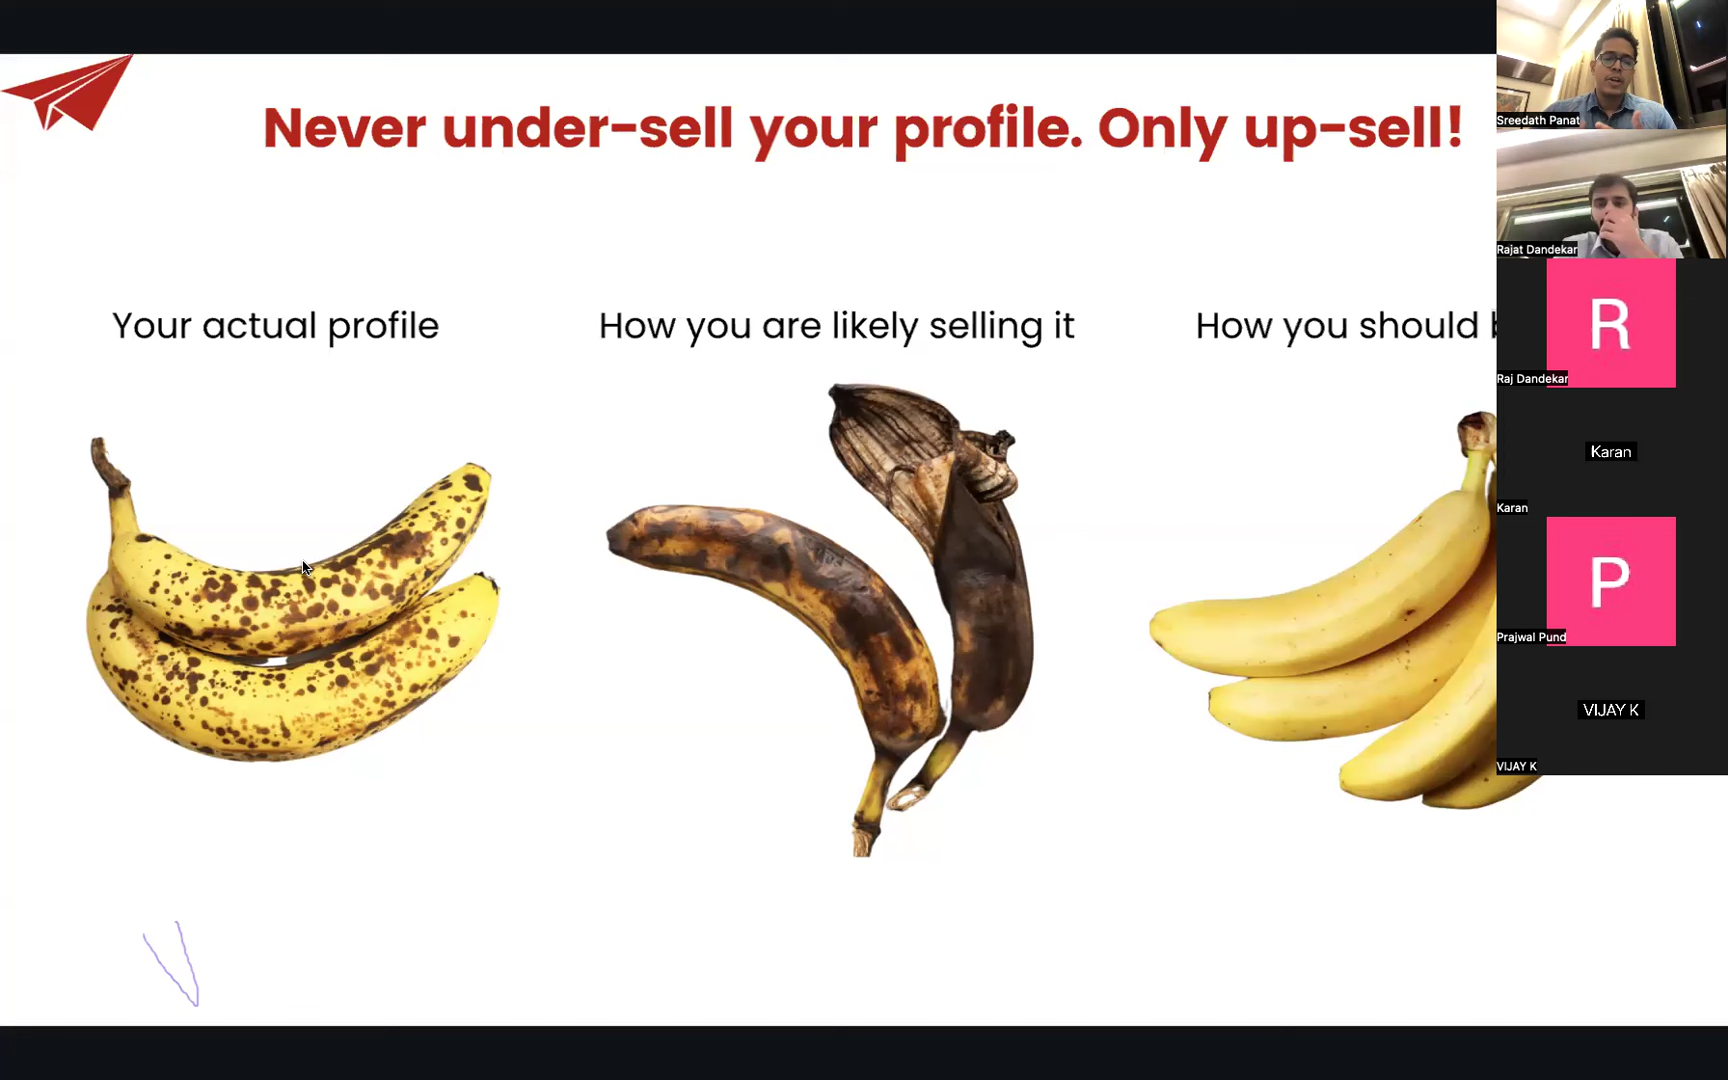 Never under-sell your profile. Only up-sell!
Your actual profile
How you are likely selling it
How you should
Sreedath Panat
Rajat Dandekar
R
Raj Dandekar
Karan
Karan
P
Prajwal Pund
VIJAY K
VIJAY K